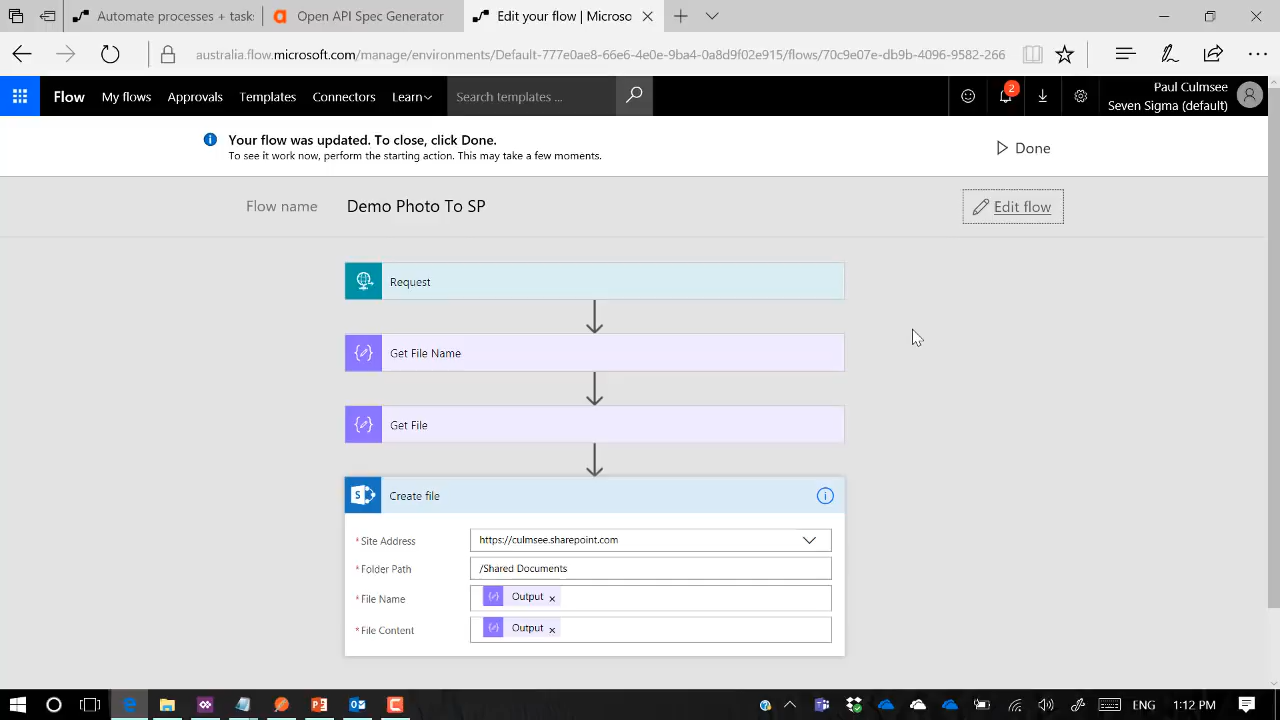 Automate processes + task
Open API Spec Generator
Edit your flow | Microso
australia.flow.microsoft.com/manage/environments/Default-777e0ae8-66e6-4e0e-9ba4-0a8d9f02e915/flows/70c9e07e-db9b-4096-9582-266
Flow
My flows
Approvals
Templates
Connectors
Learn
Search templates ...
2
Paul Culmsee
Seven Sigma (default)
Your flow was updated. To close, click Done.
To see it work now, perform the starting action. This may take a few moments.
Done
Flow name
Demo Photo To SP
Edit flow
Request
Get File Name
Get File
Create file
* Site Address
https://culmsee.sharepoint.com
* Folder Path
/Shared Documents
* File Name
Output ×
* File Content
Output ×
ENG
1:12 PM